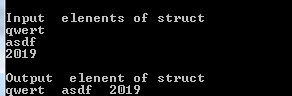 Input elenents of struct
qwert
asdf
2019
Output elenent of struct
qwert asdf 2019